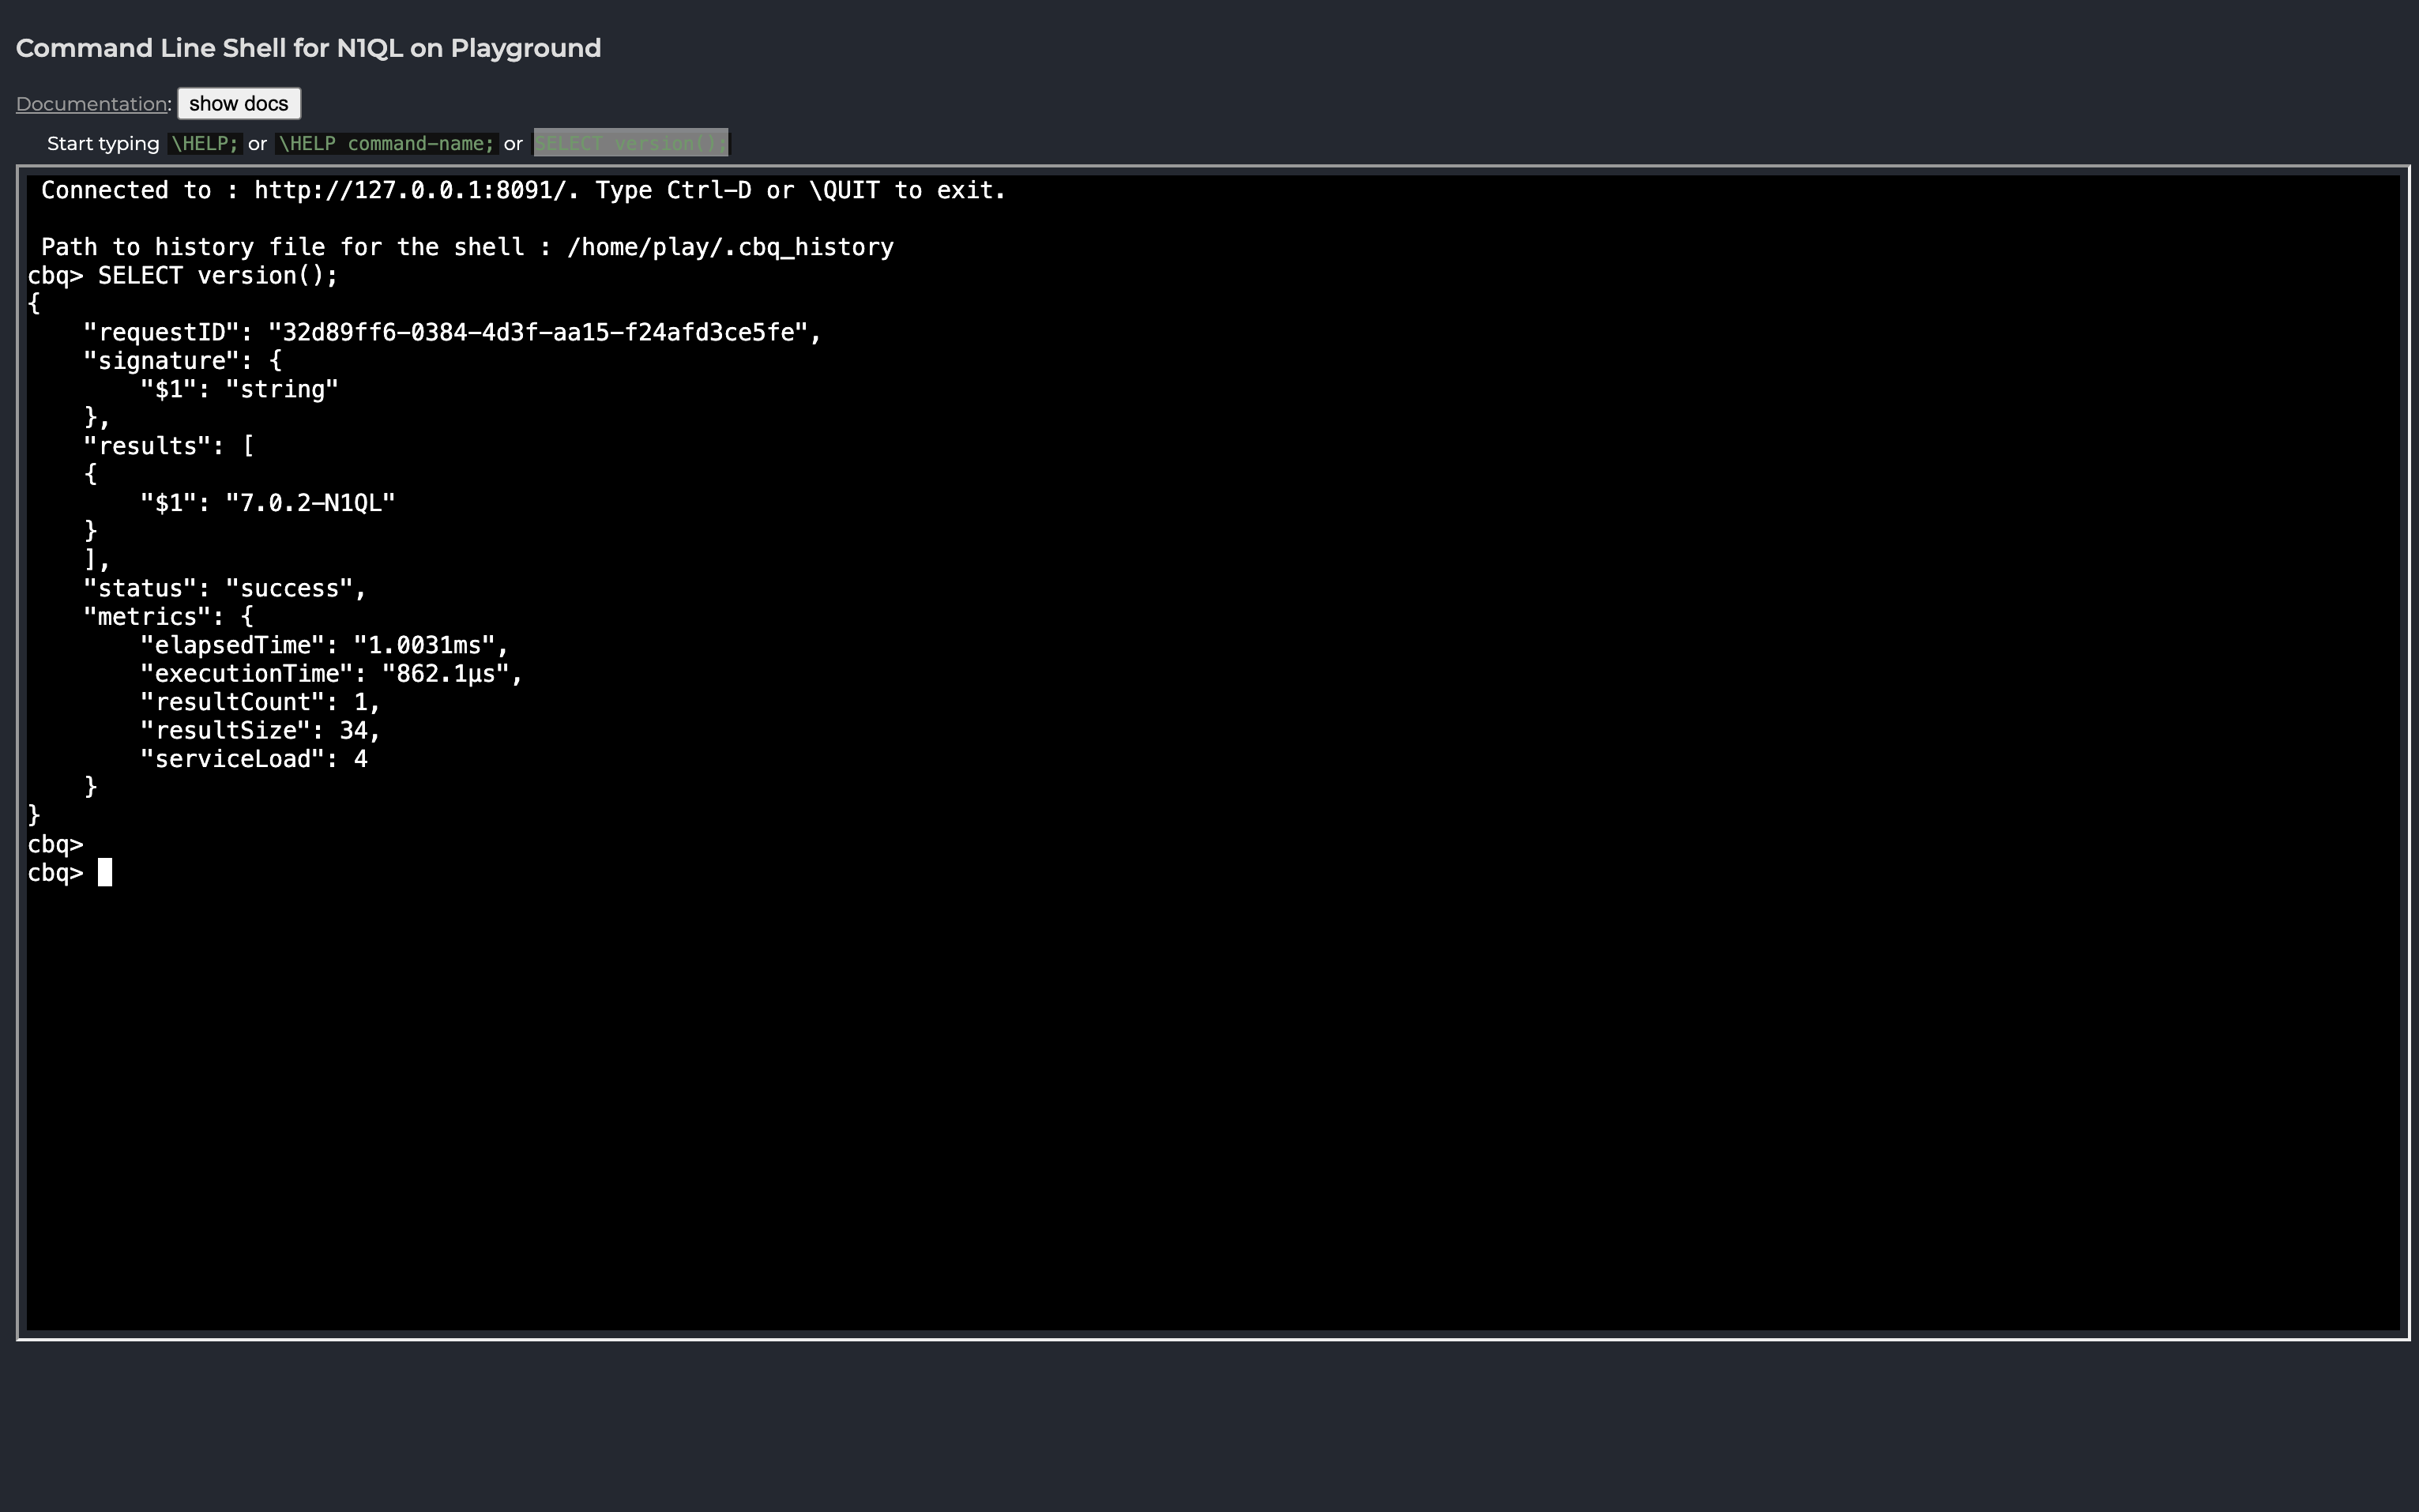 Command Line Shell for N1QL on Playground
Documentation: show docs
Start typing \HELP; or \HELP command-name; or SELECT version();
Connected to : http://127.0.0.1:8091/. Type Ctrl-D or \QUIT to exit.
Path to history file for the shell : /home/play/.cbq_history
cbq> SELECT version();
{
    "requestID": "32d89ff6-0384-4d3f-aa15-f24afd3ce5fe",
    "signature": {
        "$1": "string"
    },
    "results": [
    {
        "$1": "7.0.2-N1QL"
    }
    ],
    "status": "success",
    "metrics": {
        "elapsedTime": "1.0031ms",
        "executionTime": "862.1µs",
        "resultCount": 1,
        "resultSize": 34,
        "serviceLoad": 4
    }
}
cbq>
cbq>